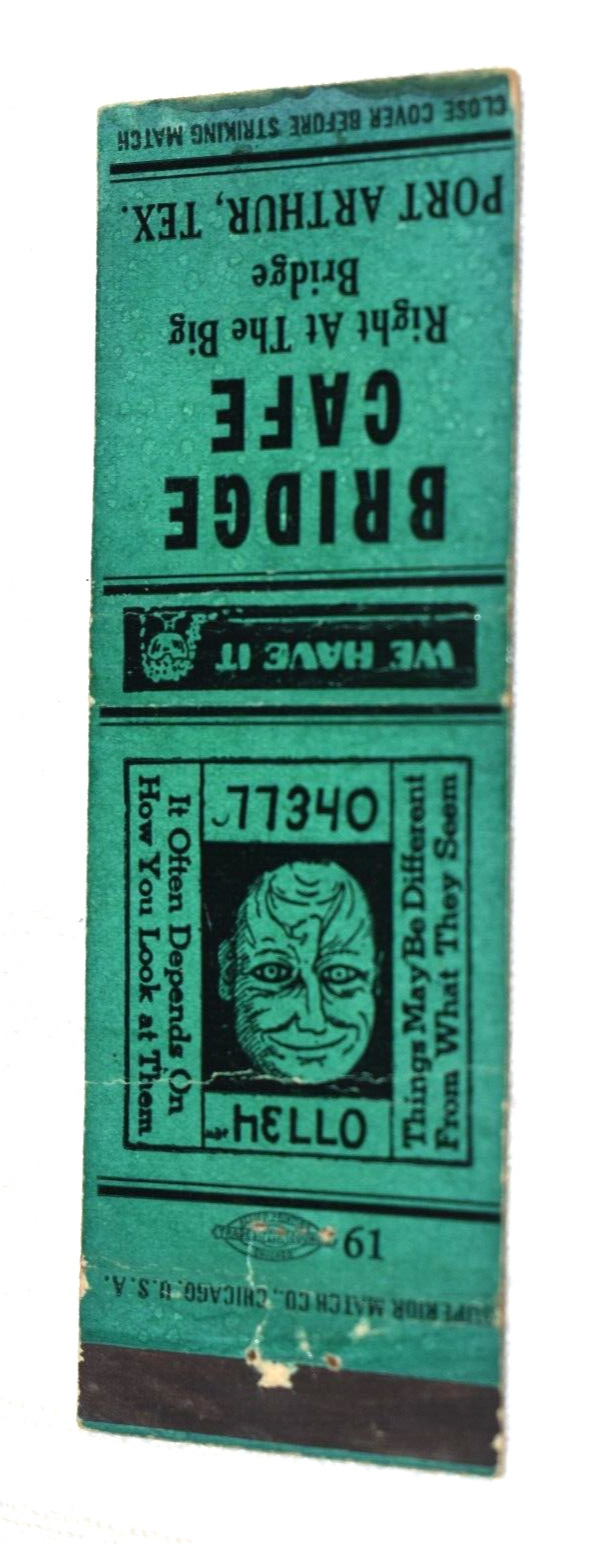 CLOSE COVER BEFORE STRIKING MATCH
PORT ARTHUR, TEX.
Right At The Big
Bridge
BRIDGE
CAFE
WE HAVE IT
OhELL
Things May Be Different
From What They Seem
It Often Depends On
How You Look at Them
hELLO
61
SUPERIOR MATCH CO., CHICAGO, U.S.A.